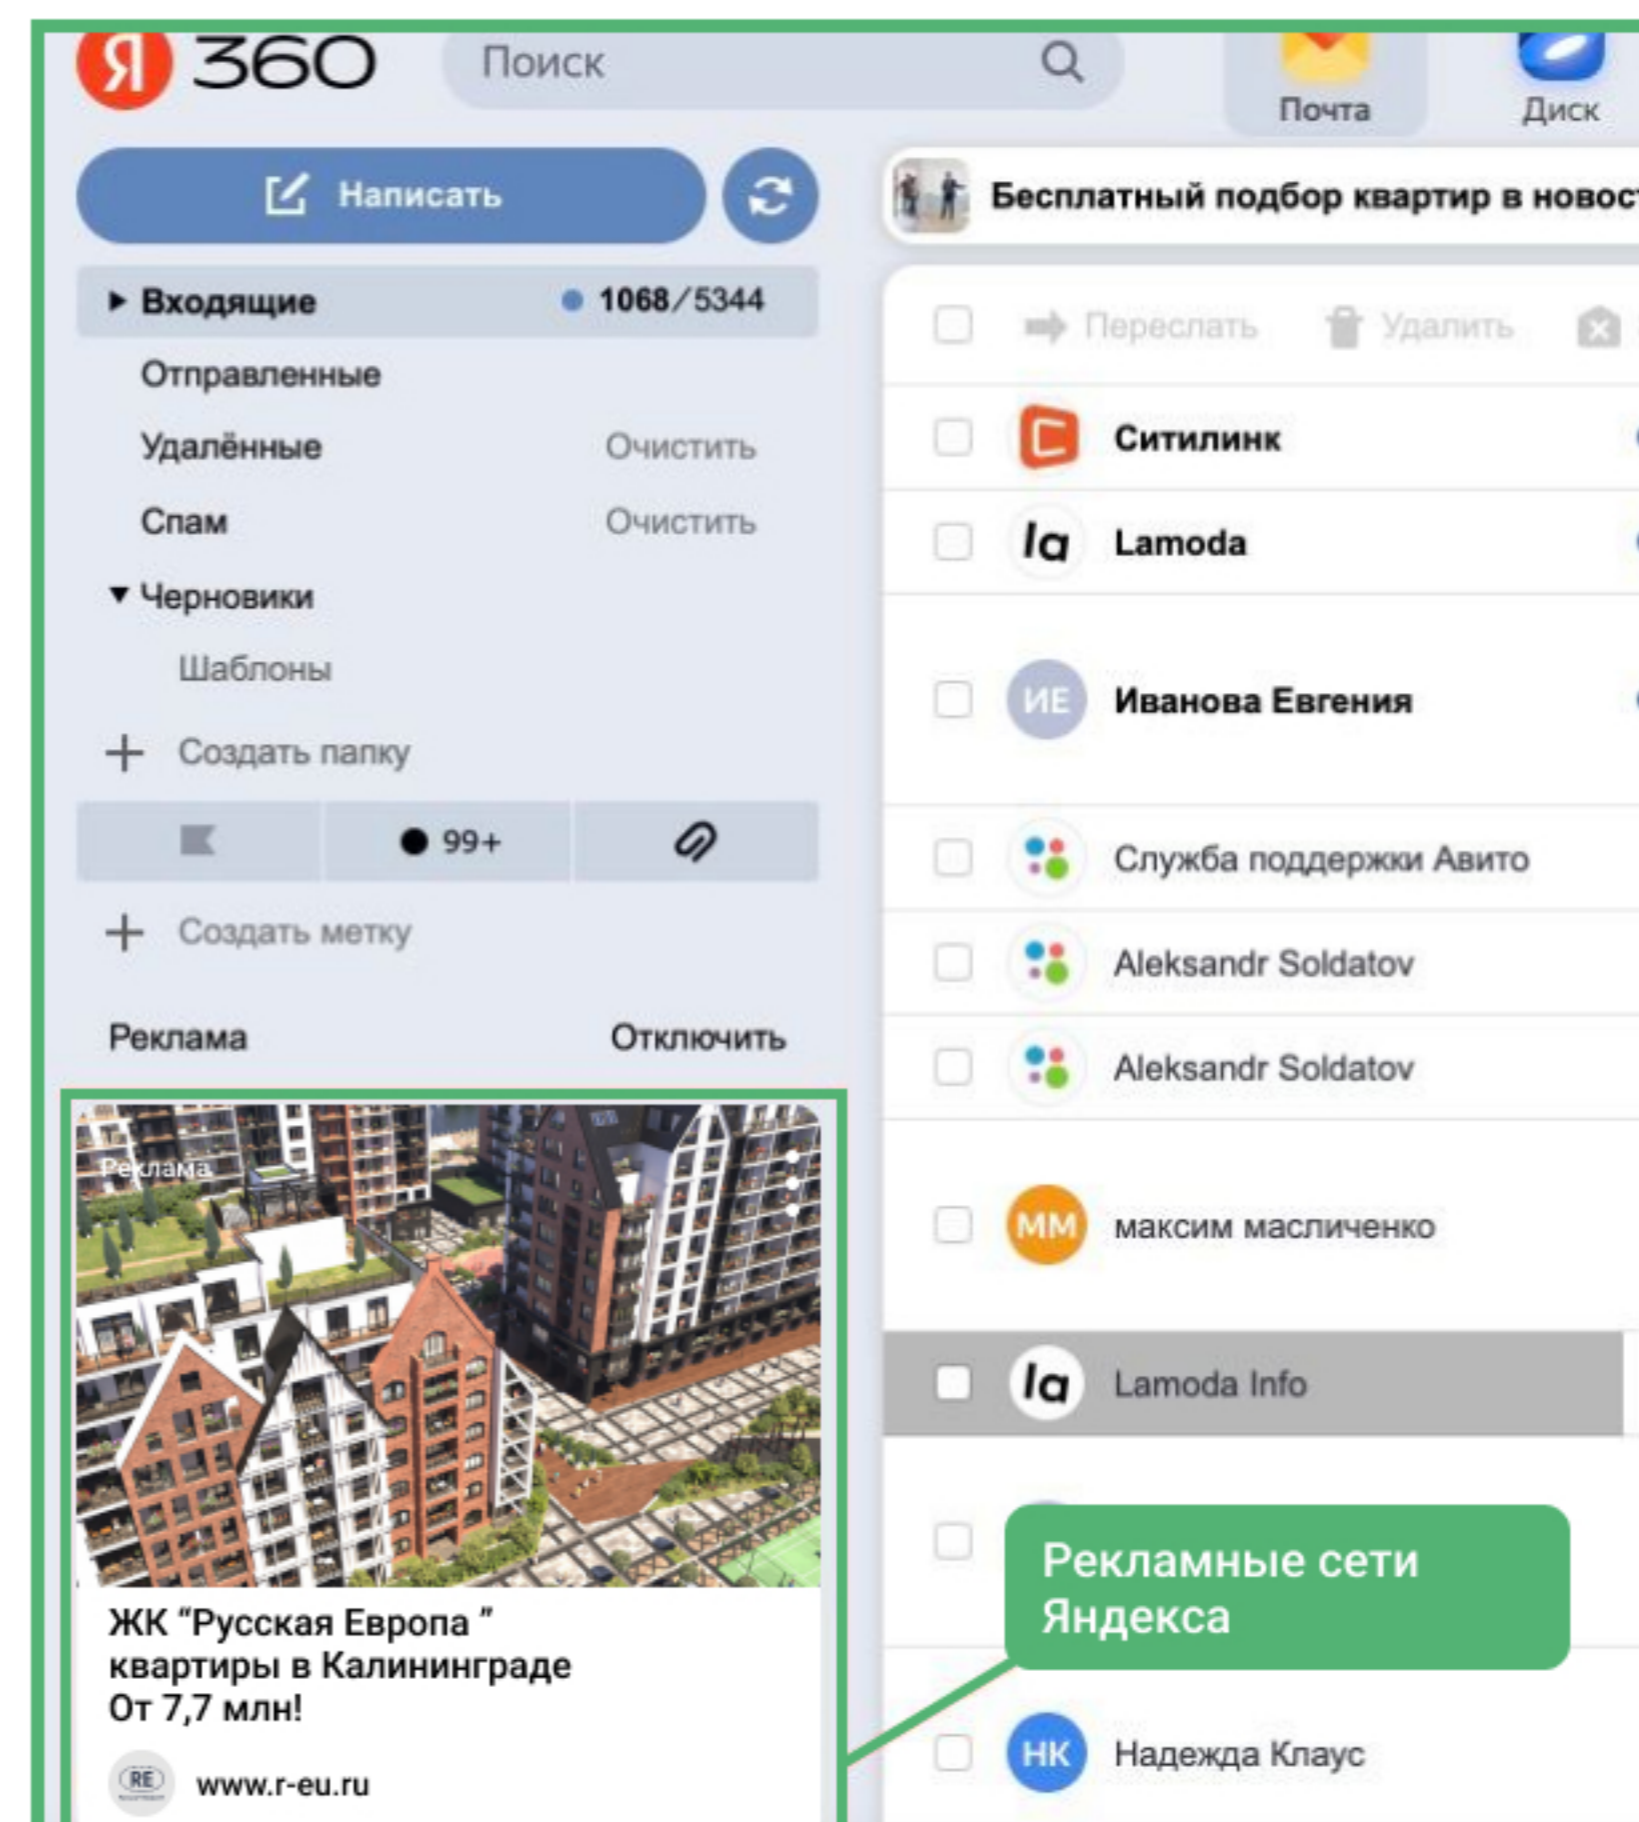 Я 360
Поиск
Почта
Диск
Написать
Бесплатный подбор квартир в новос
Входящие 1068/5344
Отправленные
Удалённые Очистить
Спам Очистить
Черновики
Шаблоны
Создать папку
99+
Создать метку
Реклама Отключить
Реклама
ЖК “Русская Европа ”
квартиры в Калининграде
От 7,7 млн!
RE
www.r-eu.ru
Переслать Удалить
Ситилинк
la Lamoda
ИЕ Иванова Евгения
Служба поддержки Авито
Aleksandr Soldatov
Aleksandr Soldatov
ММ максим масличенко
la Lamoda Info
Рекламные сети
Яндекса
НК Надежда Клаус